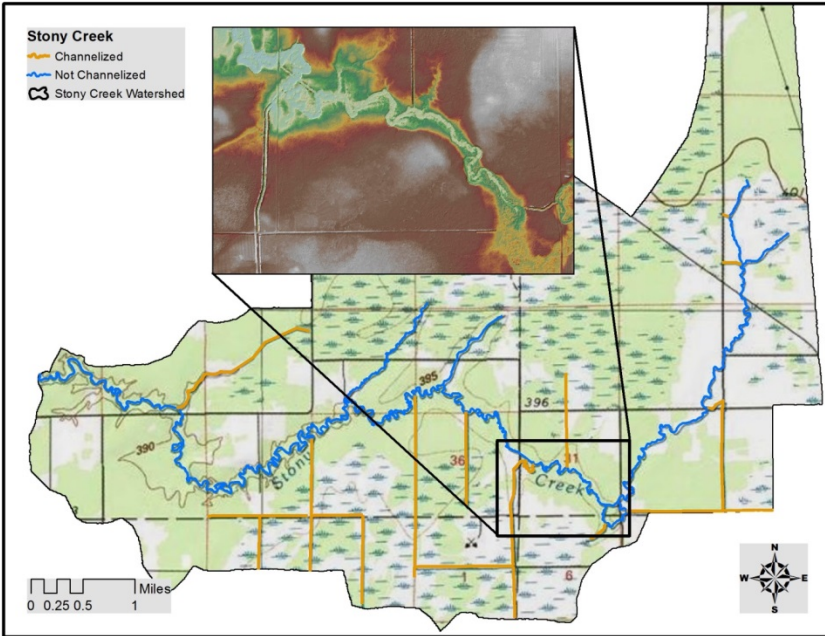 Stony Creek
Channelized
Not Channelized
Stony Creek Watershed
401
395
396
390
36
31
Stony
Creek
1
6
Miles
0 0.25 0.5 1
N
W E
S